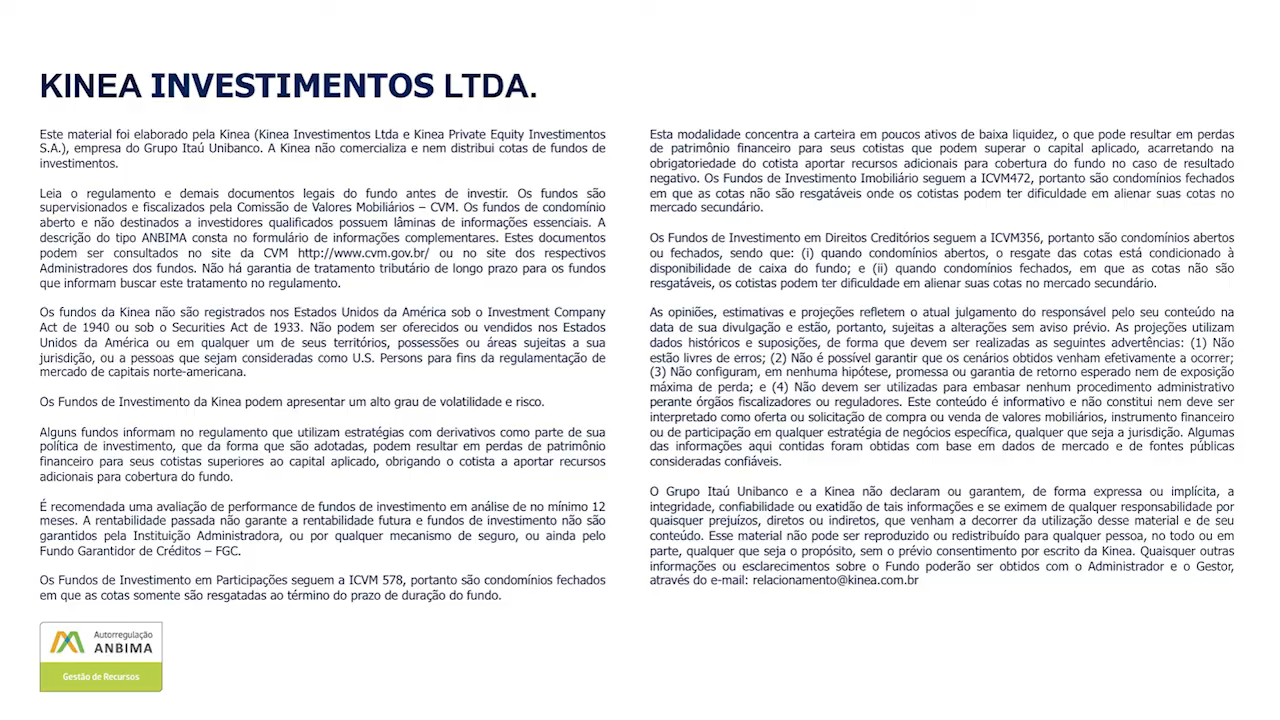 KINEA INVESTIMENTOS LTDA.
Este material foi elaborado pela Kinea (Kinea Investimentos Ltda e Kinea Private Equity Investimentos
S.A.), empresa do Grupo Itaú Unibanco. A Kinea não comercializa e nem distribui cotas de fundos de
investimentos.
Leia o regulamento e demais documentos legais do fundo antes de investir. Os fundos são
supervisionados e fiscalizados pela Comissão de Valores Mobiliários – CVM. Os fundos de condomínio
aberto e não destinados a investidores qualificados possuem lâminas de informações essenciais. A
descrição do tipo ANBIMA consta no formulário de informações complementares. Estes documentos
podem ser consultados no site da CVM http://www.cvm.gov.br/ ou no site dos respectivos
Administradores dos fundos. Não há garantia de tratamento tributário de longo prazo para os fundos
que informam buscar este tratamento no regulamento.
Os fundos da Kinea não são registrados nos Estados Unidos da América sob o Investment Company
Act de 1940 ou sob o Securities Act de 1933. Não podem ser oferecidos ou vendidos nos Estados
Unidos da América ou em qualquer um de seus territórios, possessões ou áreas sujeitas a sua
jurisdição, ou a pessoas que sejam consideradas como U.S. Persons para fins da regulamentação de
mercado de capitais norte-americana.
Os Fundos de Investimento da Kinea podem apresentar um alto grau de volatilidade e risco.
Alguns fundos informam no regulamento que utilizam estratégias com derivativos como parte de sua
política de investimento, que da forma que são adotadas, podem resultar em perdas de patrimônio
financeiro para seus cotistas superiores ao capital aplicado, obrigando o cotista a aportar recursos
adicionais para cobertura do fundo.
É recomendada uma avaliação de performance de fundos de investimento em análise de no mínimo 12
meses. A rentabilidade passada não garante a rentabilidade futura e fundos de investimento não são
garantidos pela Instituição Administradora, ou por qualquer mecanismo de seguro, ou ainda pelo
Fundo Garantidor de Créditos – FGC.
Os Fundos de Investimento em Participações seguem a ICVM 578, portanto são condomínios fechados
em que as cotas somente são resgatadas ao término do prazo de duração do fundo.
Esta modalidade concentra a carteira em poucos ativos de baixa liquidez, o que pode resultar em perdas
de patrimônio financeiro para seus cotistas que podem superar o capital aplicado, acarretando na
obrigatoriedade do cotista aportar recursos adicionais para cobertura do fundo no caso de resultado
negativo. Os Fundos de Investimento Imobiliário seguem a ICVM472, portanto são condomínios fechados
em que as cotas não são resgatáveis onde os cotistas podem ter dificuldade em alienar suas cotas no
mercado secundário.
Os Fundos de Investimento em Direitos Creditórios seguem a ICVM356, portanto são condomínios abertos
ou fechados, sendo que: (i) quando condomínios abertos, o resgate das cotas está condicionado à
disponibilidade de caixa do fundo; e (ii) quando condomínios fechados, em que as cotas não são
resgatáveis, os cotistas podem ter dificuldade em alienar suas cotas no mercado secundário.
As opiniões, estimativas e projeções refletem o atual julgamento do responsável pelo seu conteúdo na
data de sua divulgação e estão, portanto, sujeitas a alterações sem aviso prévio. As projeções utilizam
dados históricos e suposições, de forma que devem ser realizadas as seguintes advertências: (1) Não
estão livres de erros; (2) Não é possível garantir que os cenários obtidos venham efetivamente a ocorrer;
(3) Não configuram, em nenhuma hipótese, promessa ou garantia de retorno esperado nem de exposição
máxima de perda; e (4) Não devem ser utilizadas para embasar nenhum procedimento administrativo
perante órgãos fiscalizadores ou reguladores. Este conteúdo é informativo e não constitui nem deve ser
interpretado como oferta ou solicitação de compra ou venda de valores mobiliários, instrumento financeiro
ou de participação em qualquer estratégia de negócios específica, qualquer que seja a jurisdição. Algumas
das informações aqui contidas foram obtidas com base em dados de mercado e de fontes públicas
consideradas confiáveis.
O Grupo Itaú Unibanco e a Kinea não declaram ou garantem, de forma expressa ou implícita, a
integridade, confiabilidade ou exatidão de tais informações e se eximem de qualquer responsabilidade por
quaisquer prejuízos, diretos ou indiretos, que venham a decorrer da utilização desse material e de seu
conteúdo. Esse material não pode ser reproduzido ou redistribuído para qualquer pessoa, no todo ou em
parte, qualquer que seja o propósito, sem o prévio consentimento por escrito da Kinea. Quaisquer outras
informações ou esclarecimentos sobre o Fundo poderão ser obtidos com o Administrador e o Gestor,
através do e-mail: relacionamento@kinea.com.br
Autorregulação
ANBIMA
Gestão de Recursos